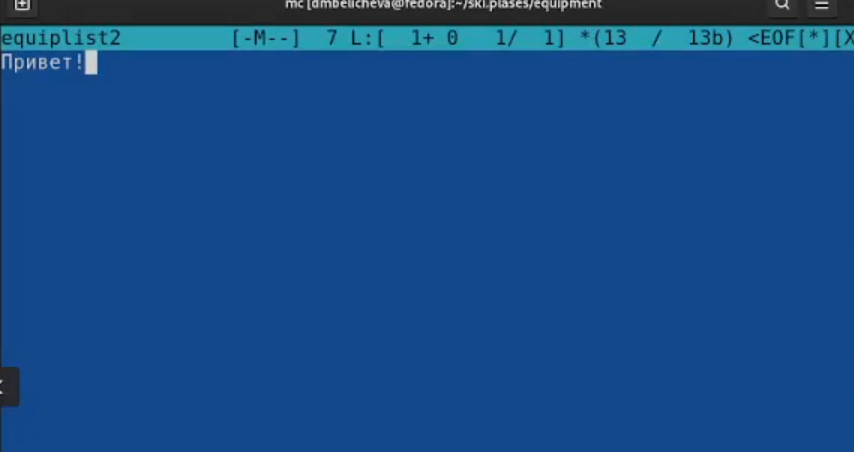 mc [dmbelicheva@fedora]:~/ski.plases/equipment
equiplist2 [-M--] 7 L:[ 1+ 0 1/ 1] *(13 / 13b) <EOF[*][X
Привет!